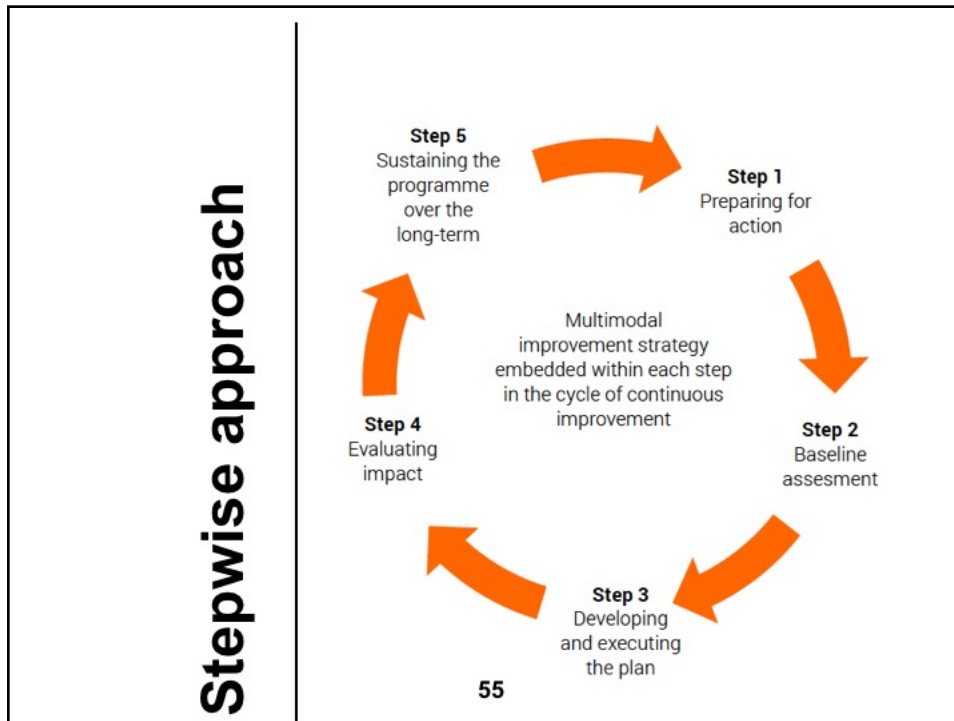 Stepwise approach
Step 5
Sustaining the
programme
over the
long-term
Step 1
Preparing for
action
Multimodal
improvement strategy
embedded within each step
in the cycle of continuous
improvement
Step 4
Evaluating
impact
Step 2
Baseline
assesment
Step 3
Developing
and executing
the plan
55